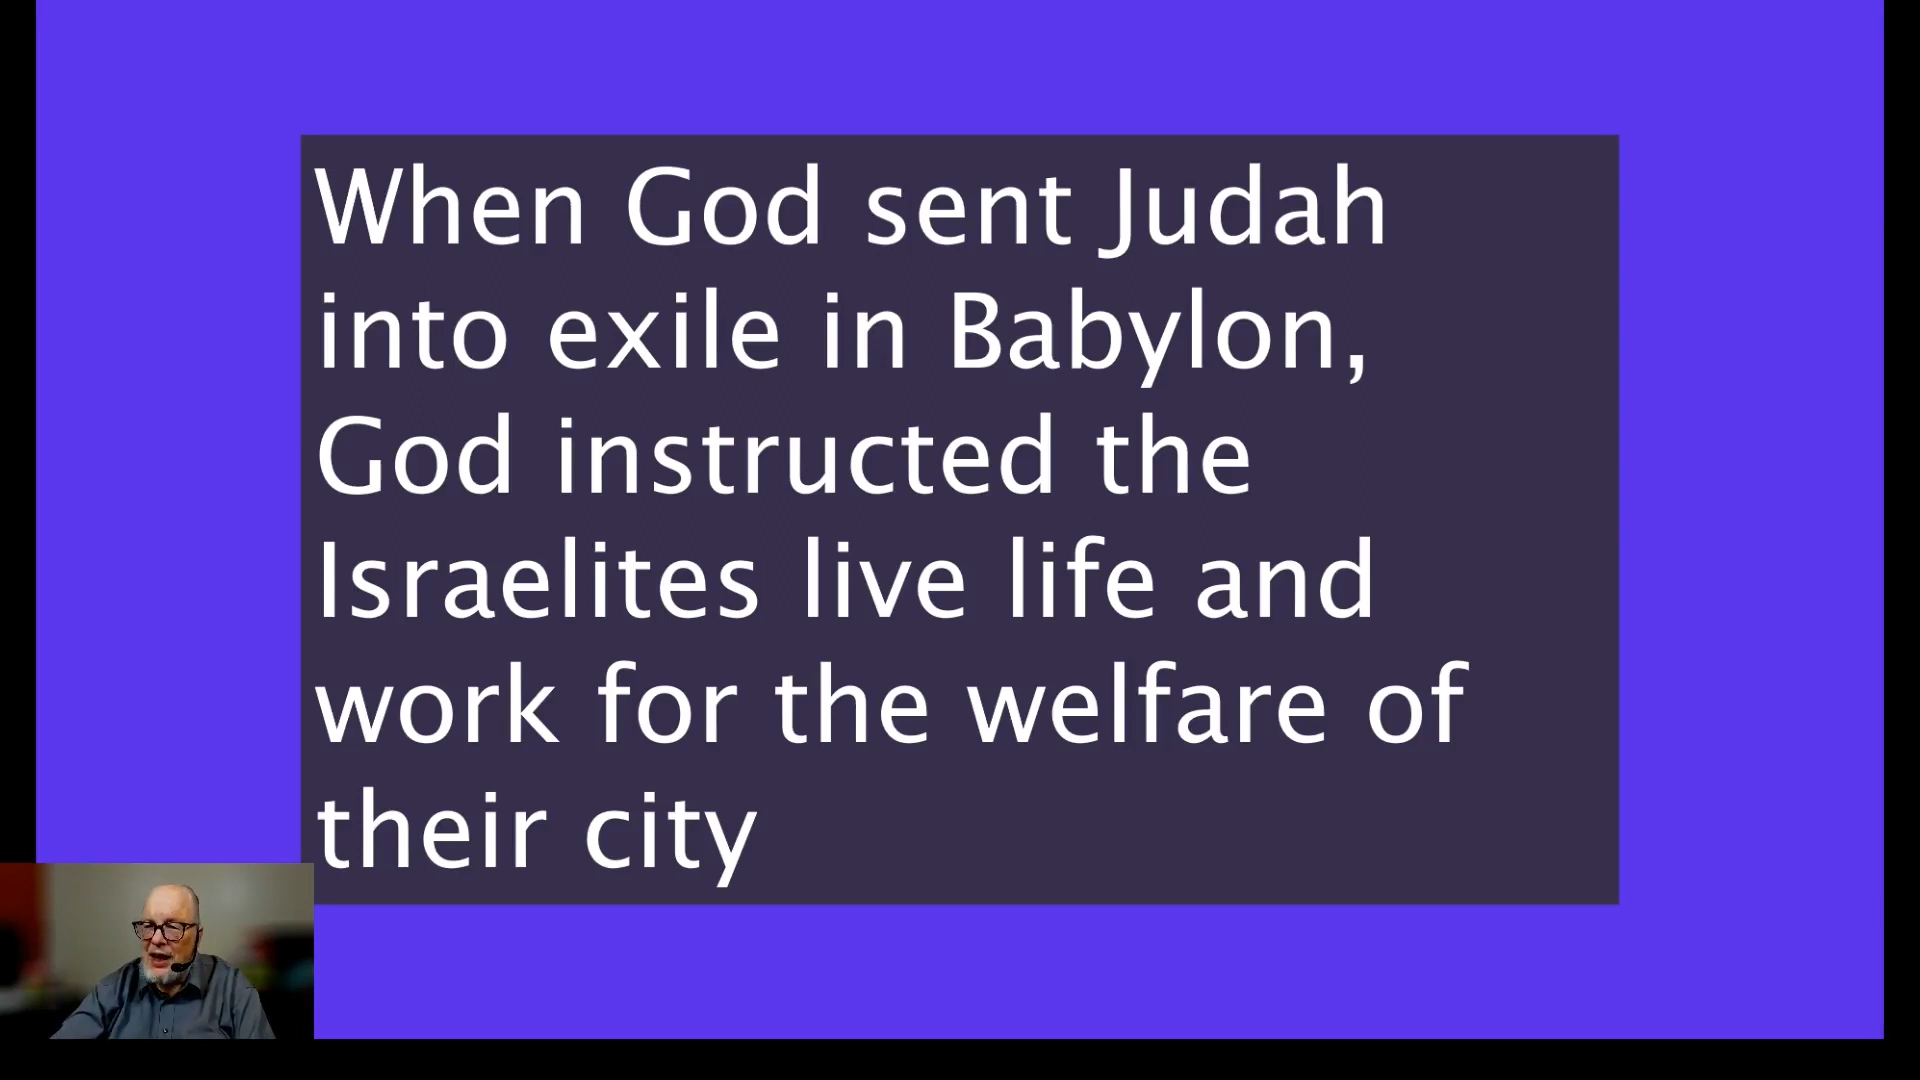 When God sent Judah
into exile in Babylon,
God instructed the
Israelites live life and
work for the welfare of
their city